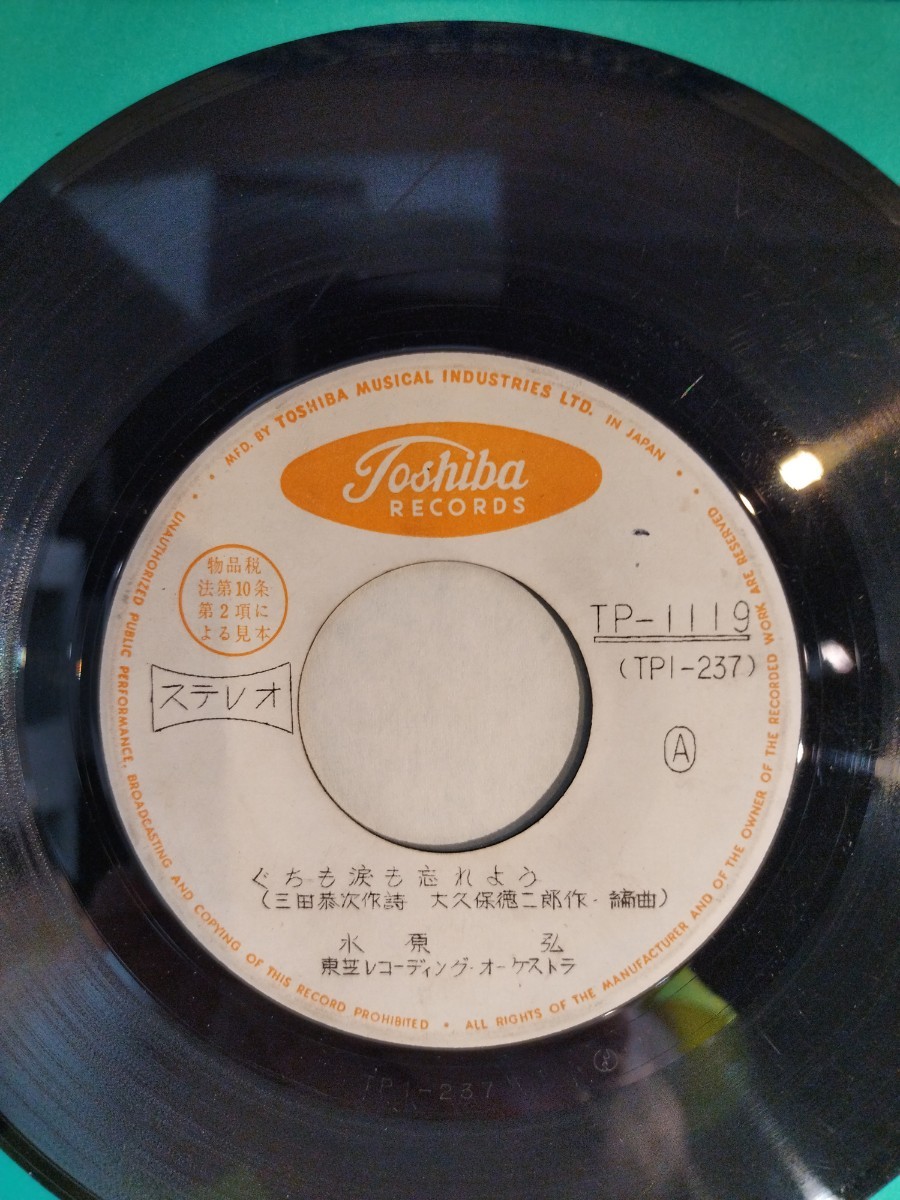 MFD. BY TOSHIBA MUSICAL INDUSTRIES LTD. IN JAPAN
Toshiba
RECORDS
物品税
法第10条
第2項に
よる見本
ステレオ
TP-1119
(TPI-237)
A
ぐちも涙も忘れよう
(三田恭次作詩 大久保徳二郎作・編曲)
水原 弘
東芝レコーディング・オーケストラ
UNAUTHORIZED PUBLIC PERFORMANCE, BROADCASTING AND COPYING OF THIS RECORD PROHIBITED • ALL RIGHTS OF THE MANUFACTURER AND OF THE OWNER OF THE RECORDED WORK ARE RESERVED
TPI-237